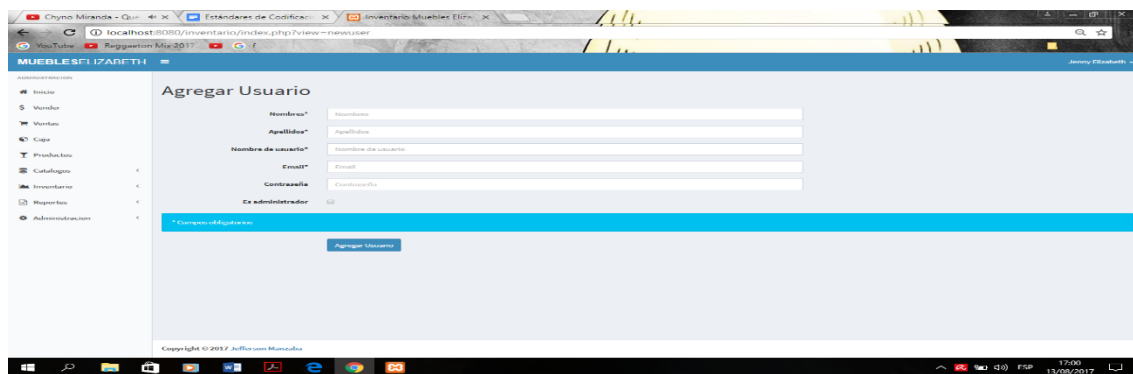 Chyno Miranda - Que
Estándares de Codificaci
Inventario Muebles Eliza
localhost:8080/inventario/index.php?view=newuser
YouTube
Reggaeton Mix 2017
MUEBLESELIZABETH
Jenny Elizabeth
ADMINISTRACION
Inicio
Vender
Ventas
Caja
Productos
Catalogos
Inventario
Reportes
Administracion
Agregar Usuario
Nombres*
Nombres
Apellidos*
Apellidos
Nombre de usuario*
Nombre de usuario
Email*
Email
Contraseña
Contraseña
Es administrador
* Campos obligatorios
Agregar Usuario
Copyright © 2017 Jefferson Manzaba
ESP
17:00
13/08/2017